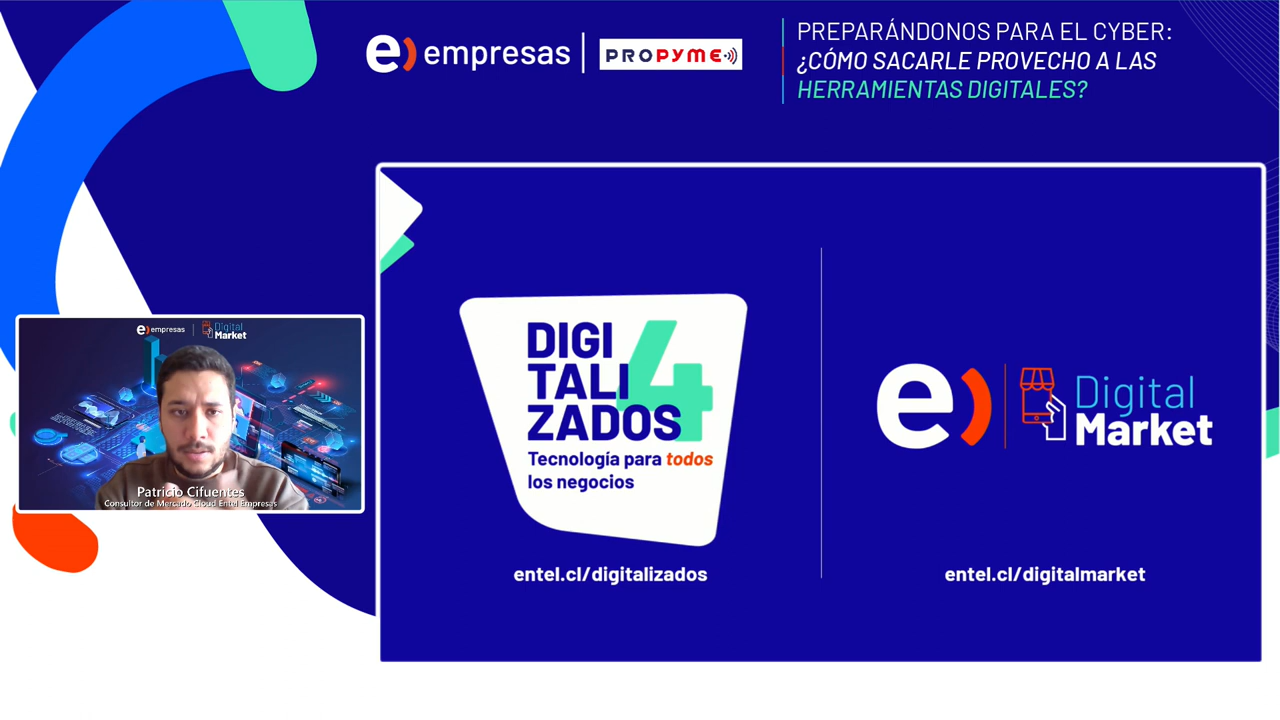 e) empresas | PROPYME
PREPARÁNDONOS PARA EL CYBER:
¿CÓMO SACARLE PROVECHO A LAS
HERRAMIENTAS DIGITALES?
e) empresas | Digital
Market
Patricio Cifuentes
Consultor de Mercado Cloud Entel Empresas
DIGI
TALI 4
ZADOS
Tecnología para todos
los negocios
entel.cl/digitalizados
e) Digital
Market
entel.cl/digitalmarket